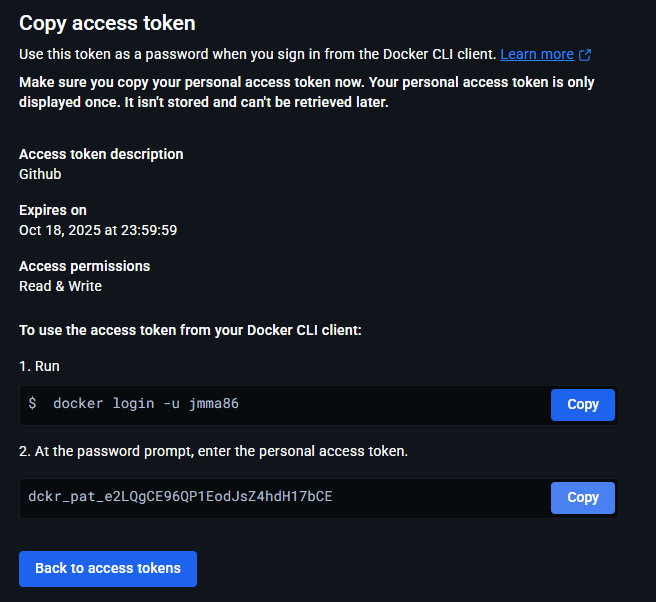 Copy access token
Use this token as a password when you sign in from the Docker CLI client. Learn more
Make sure you copy your personal access token now. Your personal access token is only
displayed once. It isn't stored and can't be retrieved later.
Access token description
Github
Expires on
Oct 18, 2025 at 23:59:59
Access permissions
Read & Write
To use the access token from your Docker CLI client:
1. Run
$ docker login -u jmma86
Copy
2. At the password prompt, enter the personal access token.
dckr_pat_e2LQgCE96QP1EodJsZ4hdH17bCE
Copy
Back to access tokens